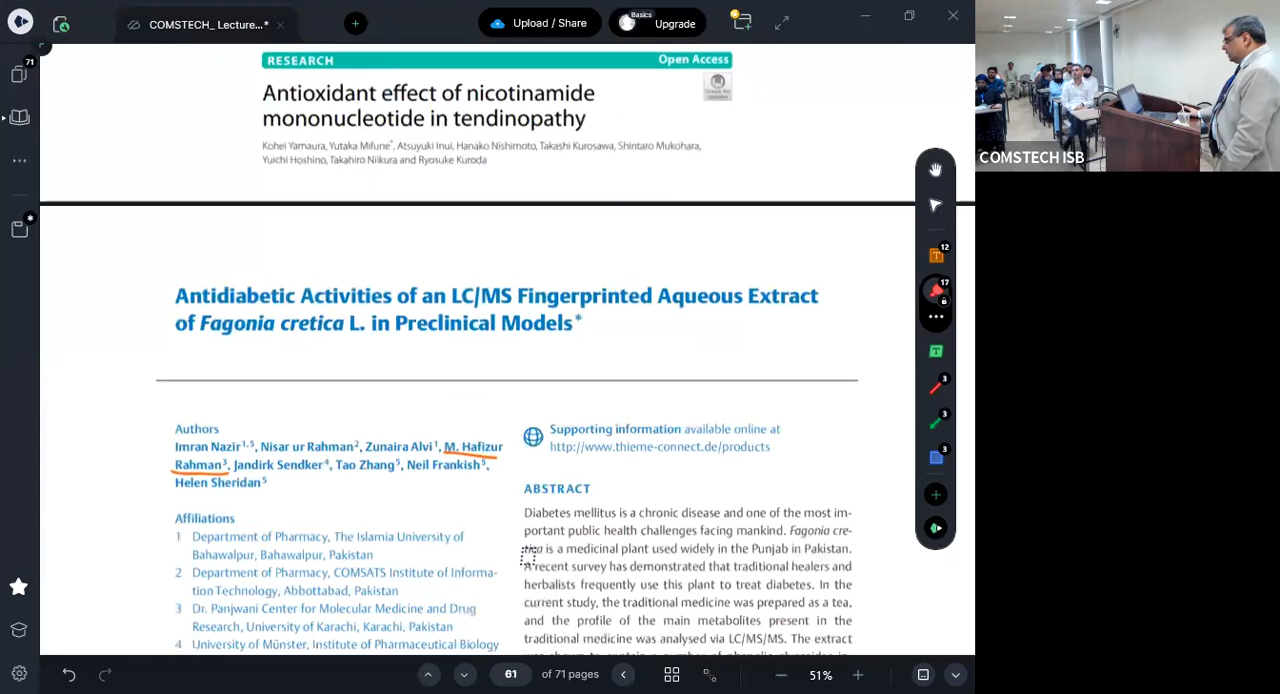 COMSTECH_ Lecture...*
Upload / Share
Basics
Upgrade
71
RESEARCH
Open Access
Antioxidant effect of nicotinamide
mononucleotide in tendinopathy
Kohei Yamaura, Yutaka Mifune*, Atsuyuki Inui, Hanako Nishimoto, Takashi Kurosawa, Shintaro Mukohara,
Yuichi Hoshino, Takahiro Niikura and Ryosuke Kuroda
COMSTECH ISB
Antidiabetic Activities of an LC/MS Fingerprinted Aqueous Extract
of Fagonia cretica L. in Preclinical Models*
Authors
Imran Nazir1,5, Nisar ur Rahman2, Zunaira Alvi1, M. Hafizur
Rahman3, Jandirk Sendker4, Tao Zhang5, Neil Frankish5,
Helen Sheridan5
Affiliations
1 Department of Pharmacy, The Islamia University of
Bahawalpur, Bahawalpur, Pakistan
2 Department of Pharmacy, COMSATS Institute of Informa-
tion Technology, Abbottabad, Pakistan
3 Dr. Panjwani Center for Molecular Medicine and Drug
Research, University of Karachi, Karachi, Pakistan
4 University of Münster, Institute of Pharmaceutical Biology
Supporting information available online at
http://www.thieme-connect.de/products
ABSTRACT
Diabetes mellitus is a chronic disease and one of the most im-
portant public health challenges facing mankind. Fagonia cre-
tica is a medicinal plant used widely in the Punjab in Pakistan.
A recent survey has demonstrated that traditional healers and
herbalists frequently use this plant to treat diabetes. In the
current study, the traditional medicine was prepared as a tea,
and the profile of the main metabolites present in the
traditional medicine was analysed via LC/MS/MS. The extract
12
17
T
3
3
3
61
of 71 pages
51%